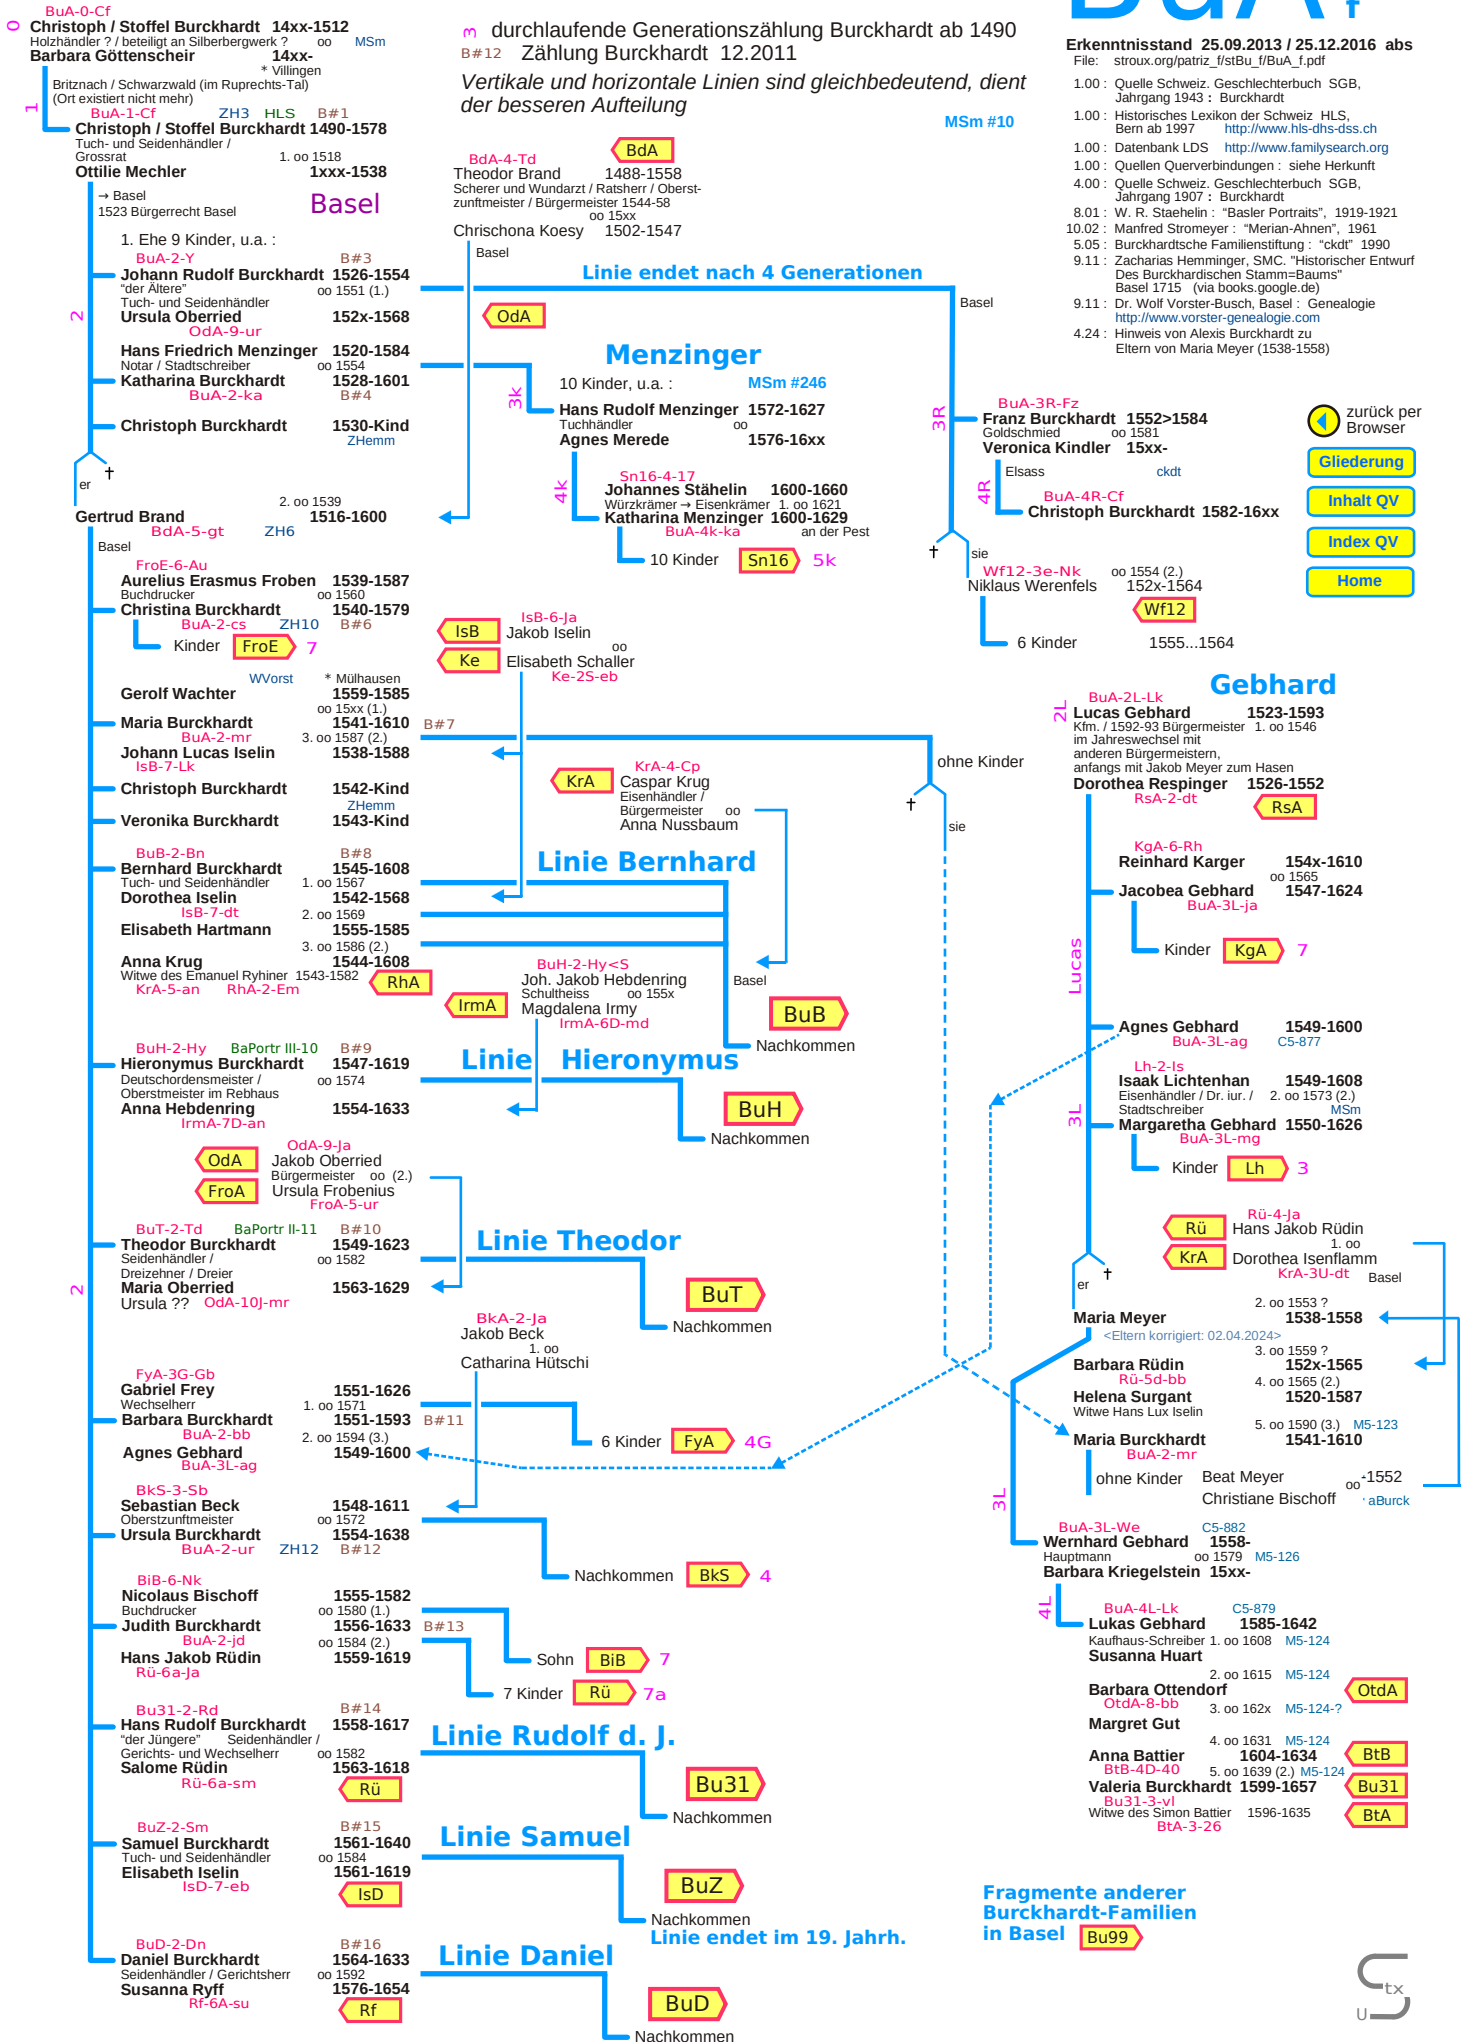 BuA f
Erkenntnisstand 25.09.2013 / 25.12.2016 abs
File: stroux.org/patriz_f/stBu_f/BuA_f.pdf
1.00 : Quelle Schweiz. Geschlechterbuch SGB,
Jahrgang 1943 : Burckhardt
1.00 : Historisches Lexikon der Schweiz HLS,
Bern ab 1997 http://www.hls-dhs-dss.ch
1.00 : Datenbank LDS http://www.familysearch.org
1.00 : Quellen Querverbindungen : siehe Herkunft
4.00 : Quelle Schweiz. Geschlechterbuch SGB,
Jahrgang 1907 : Burckhardt
8.01 : W. R. Staehelin : “Basler Portraits”, 1919-1921
10.02 : Manfred Stromeyer : “Merian-Ahnen”, 1961
5.05 : Burckhardtsche Familienstiftung : “ckdt” 1990
9.11 : Zacharias Hemminger, SMC. "Historischer Entwurf
Des Burckhardischen Stamm=Baums"
Basel 1715 (via books.google.de)
9.11 : Dr. Wolf Vorster-Busch, Basel : Genealogie
http://www.vorster-genealogie.com
4.24 : Hinweis von Alexis Burckhardt zu
Eltern von Maria Meyer (1538-1558)
3 durchlaufende Generationszählung Burckhardt ab 1490
B#12 Zählung Burckhardt 12.2011
Vertikale und horizontale Linien sind gleichbedeutend, dient
der besseren Aufteilung
MSm #10
0
BuA-0-Cf
Christoph / Stoffel Burckhardt 14xx-1512
Holzhändler ? / beteiligt an Silberbergwerk ? oo MSm
Barbara Göttenscheir 14xx-
* Villingen
Britznach / Schwarzwald (im Ruprechts-Tal)
(Ort existiert nicht mehr)
1
BuA-1-Cf ZH3 HLS B#1
Christoph / Stoffel Burckhardt 1490-1578
Tuch- und Seidenhändler /
Grossrat 1. oo 1518
Ottilie Mechler 1xxx-1538
→ Basel
1523 Bürgerrecht Basel
Basel
1. Ehe 9 Kinder, u.a. :
BuA-2-Y B#3
Johann Rudolf Burckhardt 1526-1554
“der Ältere” oo 1551 (1.)
Tuch- und Seidenhändler
2
Ursula Oberried 152x-1568
OdA-9-ur
Hans Friedrich Menzinger 1520-1584
Notar / Stadtschreiber oo 1554
Katharina Burckhardt 1528-1601
BuA-2-ka B#4
Christoph Burckhardt 1530-Kind
ZHemm
er †
2. oo 1539
Gertrud Brand 1516-1600
BdA-5-gt ZH6
Basel
FroE-6-Au
Aurelius Erasmus Froben 1539-1587
Buchdrucker oo 1560
Christina Burckhardt 1540-1579
BuA-2-cs ZH10 B#6
Kinder FroE 7
WVorst * Mülhausen
Gerolf Wachter 1559-1585
oo 15xx (1.)
Maria Burckhardt 1541-1610 B#7
BuA-2-mr 3. oo 1587 (2.)
Johann Lucas Iselin 1538-1588
IsB-7-Lk
Christoph Burckhardt 1542-Kind
ZHemm
Veronika Burckhardt 1543-Kind
BuB-2-Bn B#8
Bernhard Burckhardt 1545-1608
Tuch- und Seidenhändler 1. oo 1567
Dorothea Iselin 1542-1568
IsB-7-dt 2. oo 1569
Elisabeth Hartmann 1555-1585
3. oo 1586 (2.)
Anna Krug 1544-1608
Witwe des Emanuel Ryhiner 1543-1582
KrA-5-an RhA-2-Em RhA
BuH-2-Hy BaPortr III-10 B#9
Hieronymus Burckhardt 1547-1619
Deutschordensmeister / oo 1574
Oberstmeister im Rebhaus
Anna Hebdenring 1554-1633
IrmA-7D-an
OdA-9-Ja
OdA Jakob Oberried
Bürgermeister oo (2.)
FroA Ursula Frobenius
FroA-5-ur
BuT-2-Td BaPortr II-11 B#10
Theodor Burckhardt 1549-1623
Seidenhändler / oo 1582
Dreizehner / Dreier
2
Maria Oberried 1563-1629
Ursula ?? OdA-10J-mr
FyA-3G-Gb
Gabriel Frey 1551-1626
Wechselherr 1. oo 1571
Barbara Burckhardt 1551-1593 B#11
BuA-2-bb 2. oo 1594 (3.)
Agnes Gebhard 1549-1600
BuA-3L-ag
BkS-3-Sb
Sebastian Beck 1548-1611
Oberstzunftmeister oo 1572
Ursula Burckhardt 1554-1638
BuA-2-ur ZH12 B#12
BiB-6-Nk
Nicolaus Bischoff 1555-1582
Buchdrucker oo 1580 (1.)
Judith Burckhardt 1556-1633 B#13
BuA-2-jd oo 1584 (2.)
Hans Jakob Rüdin 1559-1619
Rü-6a-Ja
Bu31-2-Rd B#14
Hans Rudolf Burckhardt 1558-1617
“der Jüngere” Seidenhändler /
Gerichts- und Wechselherr oo 1582
Salome Rüdin 1563-1618
Rü-6a-sm Rü
BuZ-2-Sm B#15
Samuel Burckhardt 1561-1640
Tuch- und Seidenhändler oo 1584
Elisabeth Iselin 1561-1619
IsD-7-eb IsD
BuD-2-Dn B#16
Daniel Burckhardt 1564-1633
Seidenhändler / Gerichtsherr oo 1592
Susanna Ryff 1576-1654
Rf-6A-su Rf
BdA
BdA-4-Td
Theodor Brand 1488-1558
Scherer und Wundarzt / Ratsherr / Oberst-
zunftmeister / Bürgermeister 1544-58
oo 15xx
Chrischona Koesy 1502-1547
Basel
Linie endet nach 4 Generationen
OdA
Menzinger
10 Kinder, u.a. : MSm #246
3k
Hans Rudolf Menzinger 1572-1627
Tuchhändler oo
Agnes Merede 1576-16xx
4k
Sn16-4-17
Johannes Stähelin 1600-1660
Würzkrämer → Eisenkrämer 1. oo 1621
Katharina Menzinger 1600-1629
BuA-4k-ka an der Pest
10 Kinder Sn16 5k
IsB-6-Ja
IsB Jakob Iselin
oo
Ke Elisabeth Schaller
Ke-2S-eb
KrA-4-Cp
KrA Caspar Krug
Eisenhändler /
Bürgermeister oo
Anna Nussbaum
ohne Kinder
† sie
Linie Bernhard
Basel
BuB
Nachkommen
BuH-2-Hy<S
Joh. Jakob Hebdenring
Schultheiss oo 155x
IrmA Magdalena Irmy
IrmA-6D-md
Linie Hieronymus
BuH
Nachkommen
Linie Theodor
BuT
Nachkommen
BkA-2-Ja
Jakob Beck
1. oo
Catharina Hütschi
6 Kinder FyA 4G
Nachkommen BkS 4
Sohn BiB 7
7 Kinder Rü 7a
Linie Rudolf d. J.
Bu31
Nachkommen
Linie Samuel
BuZ
Nachkommen
Linie endet im 19. Jahrh.
Linie Daniel
BuD
Nachkommen
Basel
3R
BuA-3R-Fz
Franz Burckhardt 1552>1584
Goldschmied oo 1581
Veronica Kindler 15xx-
Elsass ckdt
4R
BuA-4R-Cf
Christoph Burckhardt 1582-16xx
† sie
Wf12-3e-Nk oo 1554 (2.)
Niklaus Werenfels 152x-1564
Wf12
6 Kinder 1555...1564
zurück per
Browser
Gliederung
Inhalt QV
Index QV
Home
Gebhard
2L
BuA-2L-Lk
Lucas Gebhard 1523-1593
Kfm. / 1592-93 Bürgermeister 1. oo 1546
im Jahreswechsel mit
anderen Bürgermeistern,
anfangs mit Jakob Meyer zum Hasen
Dorothea Respinger 1526-1552
RsA-2-dt RsA
KgA-6-Rh
Reinhard Karger 154x-1610
oo 1565
Jacobea Gebhard 1547-1624
BuA-3L-ja
Kinder KgA 7
Lucas
Agnes Gebhard 1549-1600
BuA-3L-ag C5-877
Lh-2-Is
Isaak Lichtenhan 1549-1608
Eisenhändler / Dr. iur. / 2. oo 1573 (2.)
Stadtschreiber MSm
3L
Margaretha Gebhard 1550-1626
BuA-3L-mg
Kinder Lh 3
Rü-4-Ja
Rü Hans Jakob Rüdin
1. oo
KrA Dorothea Isenflamm
KrA-3U-dt Basel
er †
2. oo 1553 ?
Maria Meyer 1538-1558
<Eltern korrigiert: 02.04.2024>
3. oo 1559 ?
Barbara Rüdin 152x-1565
Rü-5d-bb 4. oo 1565 (2.)
Helena Surgant 1520-1587
Witwe Hans Lux Iselin
5. oo 1590 (3.) M5-123
Maria Burckhardt 1541-1610
BuA-2-mr
ohne Kinder
Beat Meyer oo -1552
Christiane Bischoff aBurck
3L
BuA-3L-We C5-882
Wernhard Gebhard 1558-
Hauptmann oo 1579 M5-126
Barbara Kriegelstein 15xx-
4L
BuA-4L-Lk C5-879
Lukas Gebhard 1585-1642
Kaufhaus-Schreiber 1. oo 1608 M5-124
Susanna Huart
2. oo 1615 M5-124
Barbara Ottendorf OtdA
OtdA-8-bb 3. oo 162x M5-124-?
Margret Gut
4. oo 1631 M5-124
Anna Battier 1604-1634 BtB
BtB-4D-40 5. oo 1639 (2.) M5-124
Valeria Burckhardt 1599-1657 Bu31
Bu31-3-vl
Witwe des Simon Battier 1596-1635 BtA
BtA-3-26
Fragmente anderer
Burckhardt-Familien
in Basel Bu99
Stx
U